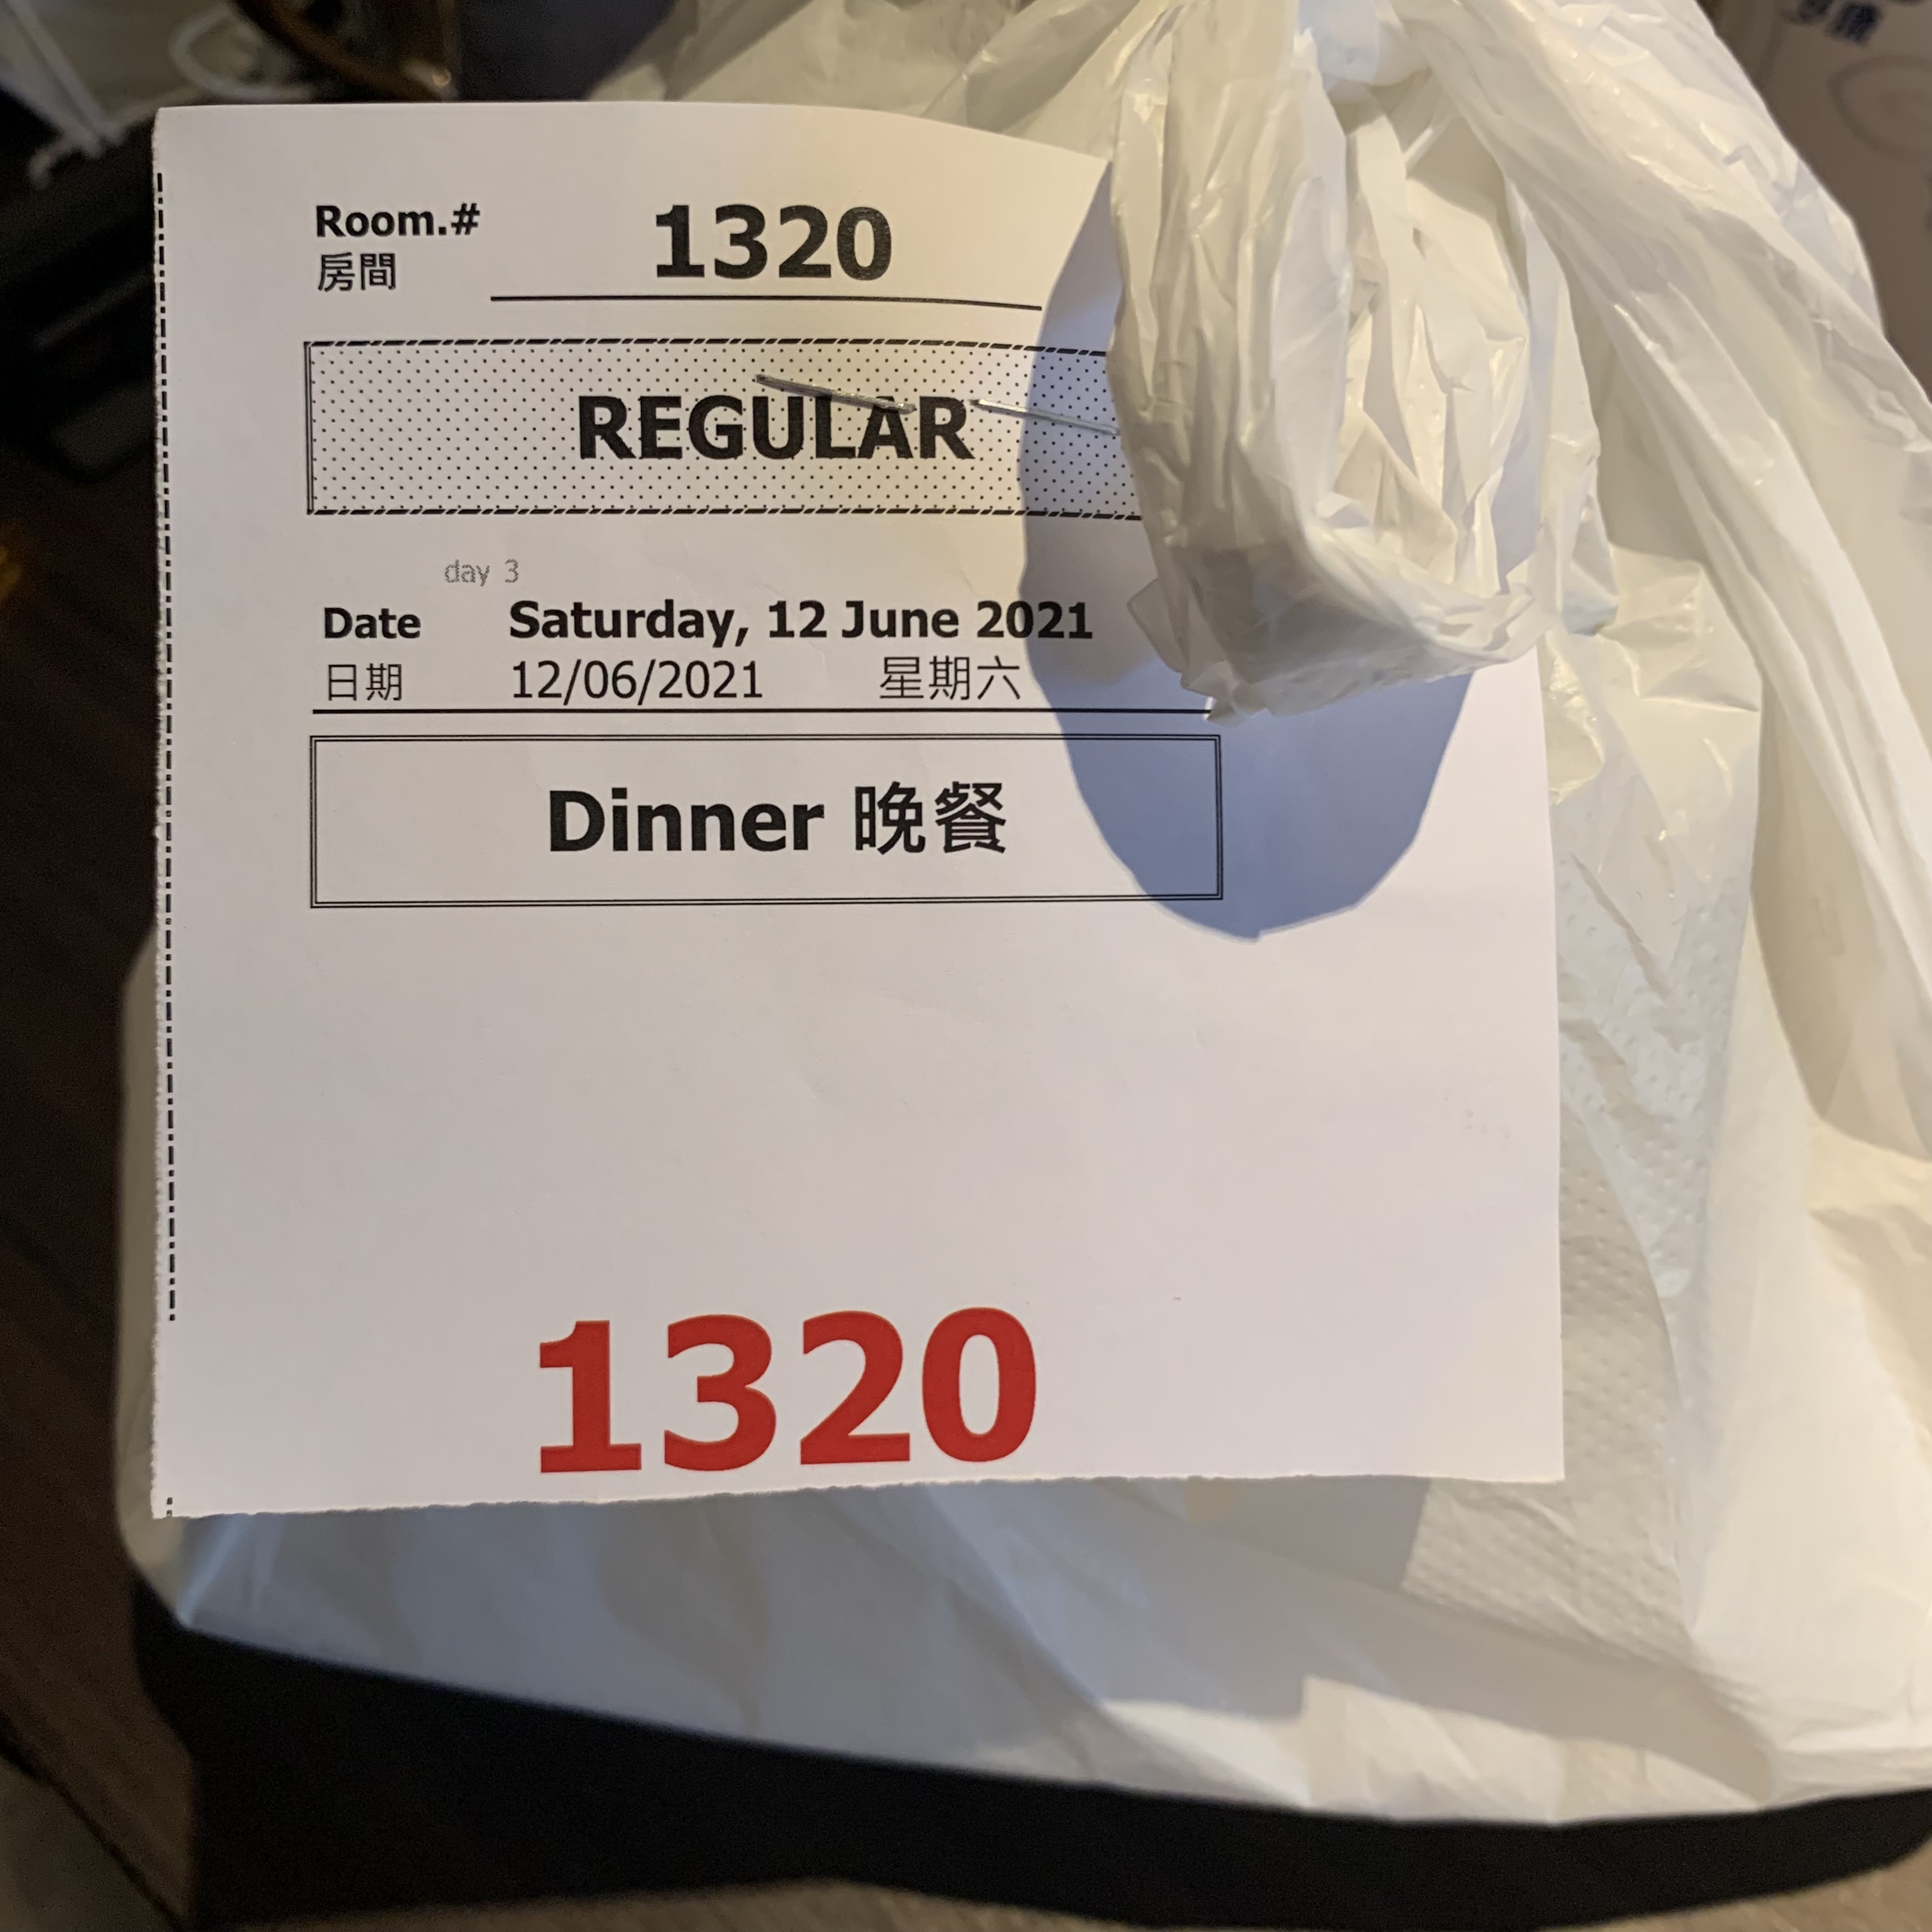 Room.# 1320
房間
REGULAR
day 3
Date Saturday, 12 June 2021
日期 12/06/2021 星期六
Dinner 晚餐
1320